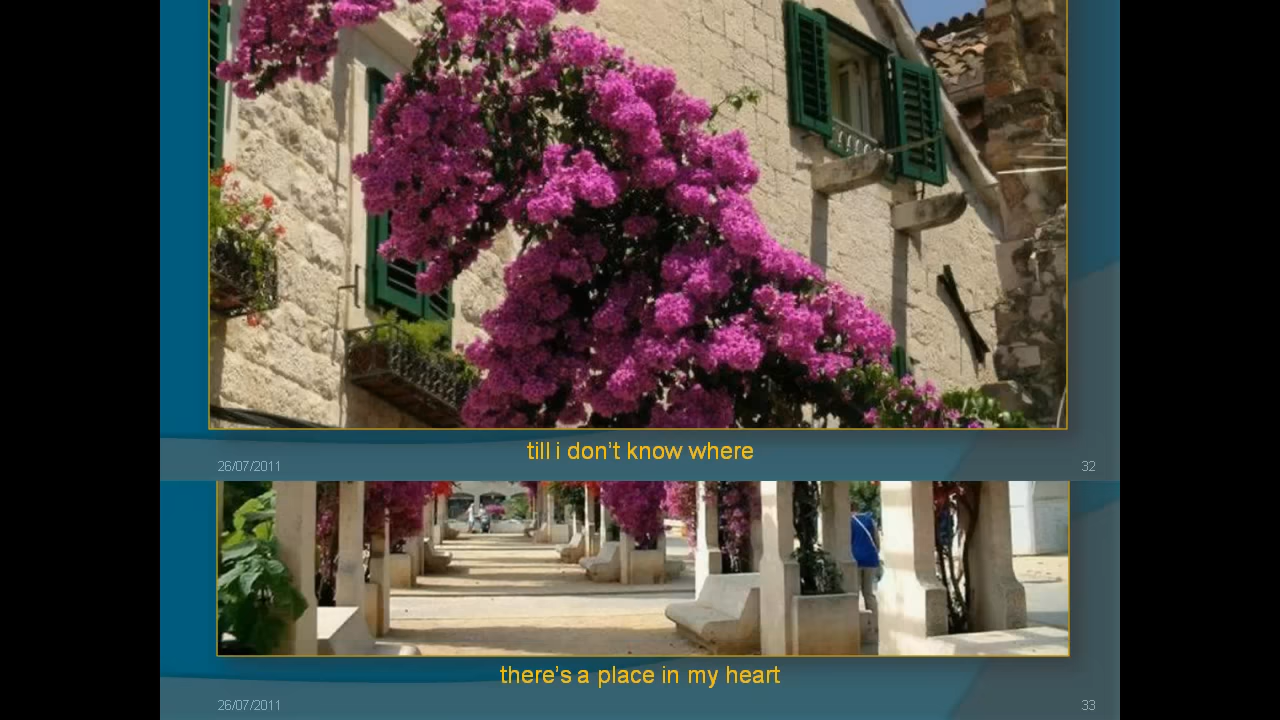 till i don't know where
26/07/2011
32
there's a place in my heart
26/07/2011
33